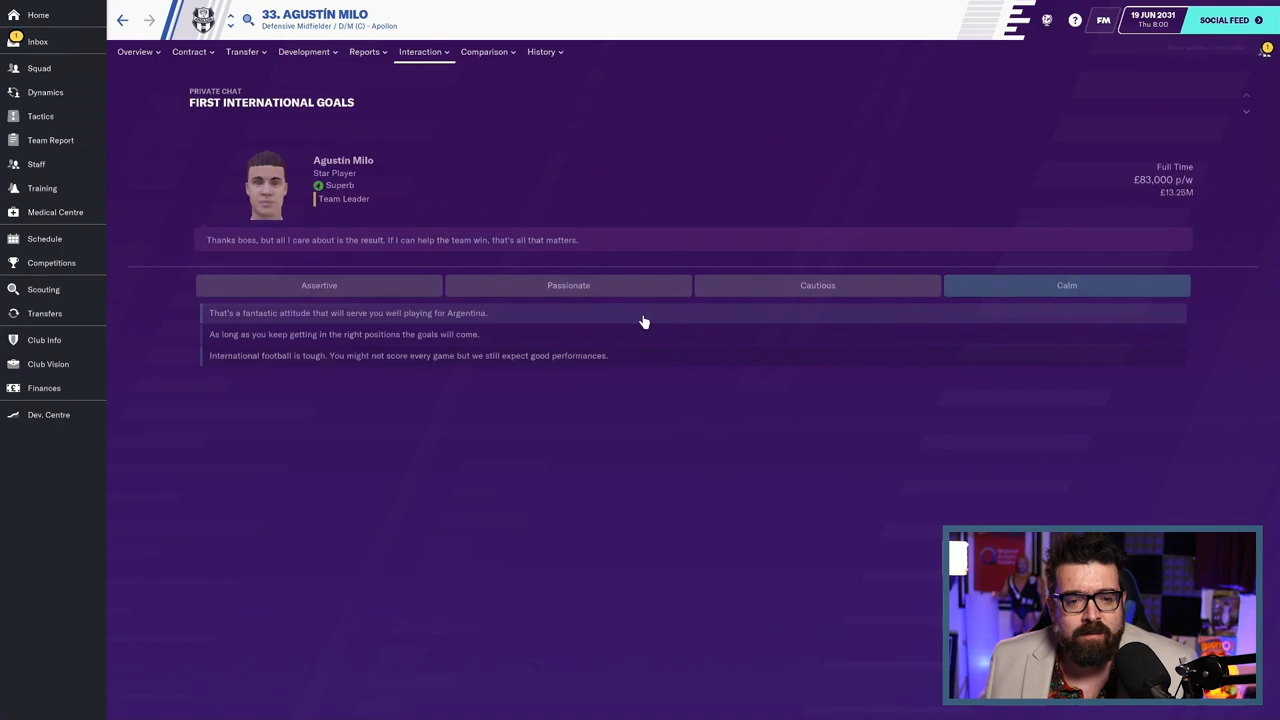 33. AGUSTÍN MILO
Defensive Midfielder / D/M (C) - Apollon
FM
19 JUN 2031
Thu 8:00
SOCIAL FEED
Overview
Contract
Transfer
Development
Reports
Interaction
Comparison
History
1
Home
Inbox
Dynamics
Tactics
Team Report
Staff
Training
Medical Centre
Schedule
Competitions
Scouting
Club Info
Club Vision
Finances
Dev. Centre
1
PRIVATE CHAT
FIRST INTERNATIONAL GOALS
Agustín Milo
Star Player
Superb
Team Leader
Full Time
£83,000 p/w
£13.25M
Thanks boss, but all I care about is the result. If I can help the team win, that's all that matters.
Assertive
Passionate
Cautious
Calm
That's a fantastic attitude that will serve you well playing for Argentina.
As long as you keep getting in the right positions the goals will come.
International football is tough. You might not score every game but we still expect good performances.